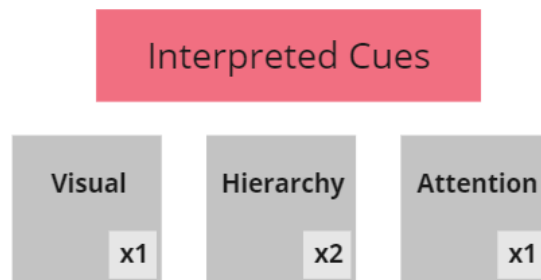 Interpreted Cues
Visual Hierarchy Attention
x1 x2 x1